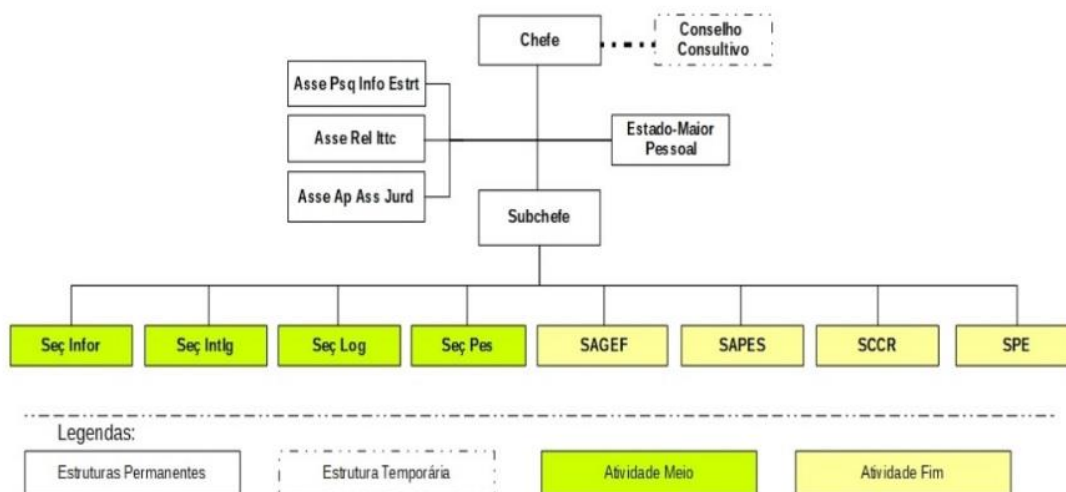 Chefe
Conselho
Consultivo
Asse Psq Info Estrt
Asse Rel Ittc
Estado-Maior
Pessoal
Asse Ap Ass Jurd
Subchefe
Seç Infor
Seç Intlg
Seç Log
Seç Pes
SAGEF
SAPES
SCCR
SPE
Legendas:
Estruturas Permanentes
Estrutura Temporária
Atividade Meio
Atividade Fim